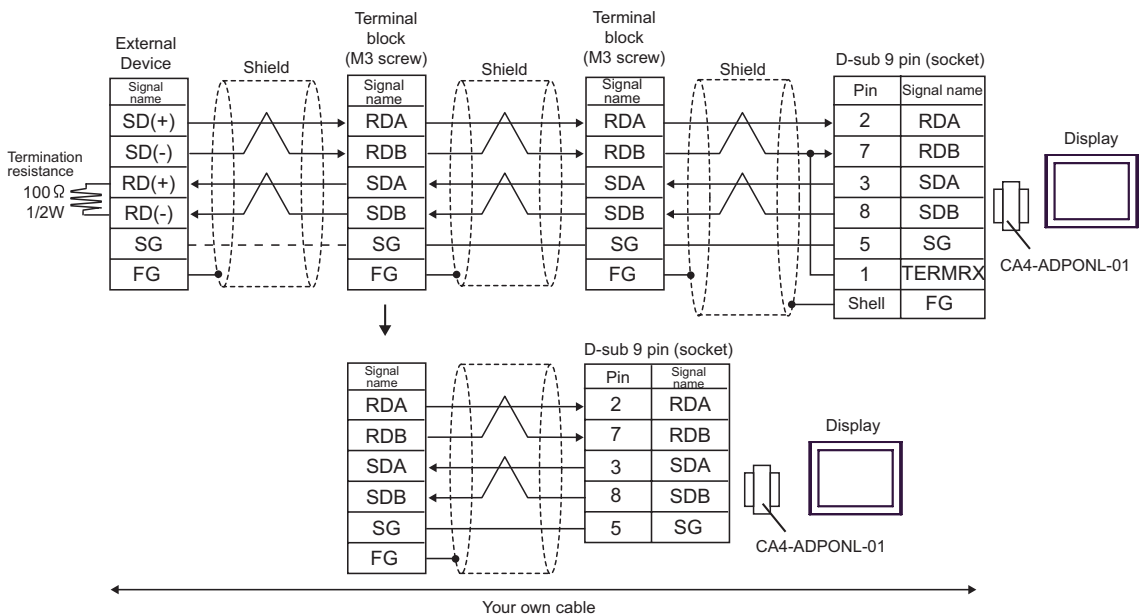 External
Device
Signal
name
SD(+)
SD(-)
RD(+)
RD(-)
SG
FG
Termination
resistance
100Ω
1/2W
Shield
Terminal
block
(M3 screw)
Signal
name
RDA
RDB
SDA
SDB
SG
FG
Shield
Terminal
block
(M3 screw)
Signal
name
RDA
RDB
SDA
SDB
SG
FG
Shield
D-sub 9 pin (socket)
Pin Signal name
2 RDA
7 RDB
3 SDA
8 SDB
5 SG
1 TERMRX
Shell FG
Display
CA4-ADPONL-01
Signal
name
RDA
RDB
SDA
SDB
SG
FG
D-sub 9 pin (socket)
Pin Signal
name
2 RDA
7 RDB
3 SDA
8 SDB
5 SG
Display
CA4-ADPONL-01
Your own cable